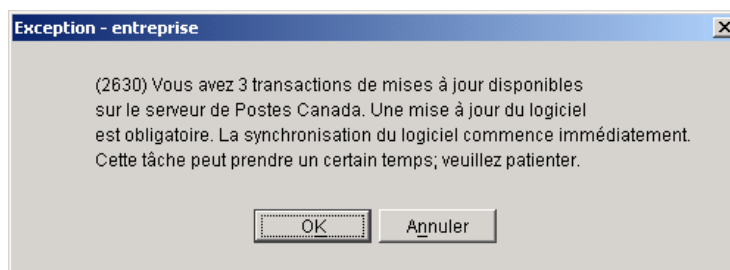 Exception - entreprise
(2630) Vous avez 3 transactions de mises à jour disponibles
sur le serveur de Postes Canada. Une mise à jour du logiciel
est obligatoire. La synchronisation du logiciel commence immédiatement.
Cette tâche peut prendre un certain temps; veuillez patienter.
OK Annuler